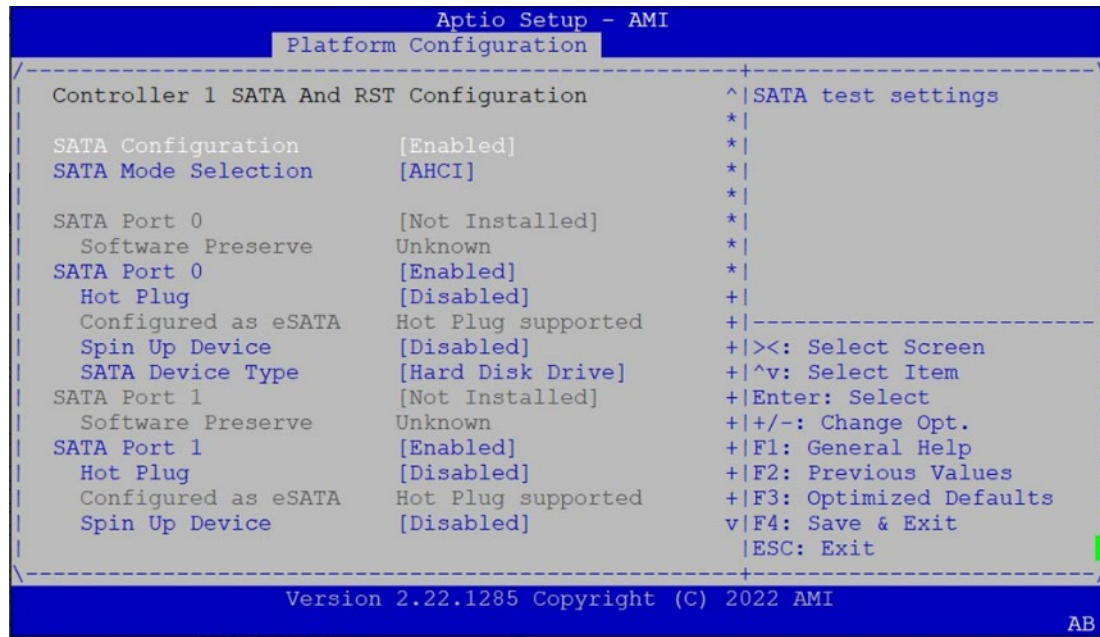 Aptio Setup - AMI
Platform Configuration
/----------------------------------------------------+-------------------------\
| Controller 1 SATA And RST Configuration ^|SATA test settings
| *|
| SATA Configuration [Enabled] *|
| SATA Mode Selection [AHCI] *|
| *|
| SATA Port 0 [Not Installed] *|
| Software Preserve Unknown *|
| SATA Port 0 [Enabled] *|
| Hot Plug [Disabled] +|
| Configured as eSATA Hot Plug supported +|-------------------------
| Spin Up Device [Disabled] +|><: Select Screen
| SATA Device Type [Hard Disk Drive] +|^v: Select Item
| SATA Port 1 [Not Installed] +|Enter: Select
| Software Preserve Unknown +|+/-: Change Opt.
| SATA Port 1 [Enabled] +|F1: General Help
| Hot Plug [Disabled] +|F2: Previous Values
| Configured as eSATA Hot Plug supported +|F3: Optimized Defaults
| Spin Up Device [Disabled] v|F4: Save & Exit
| |ESC: Exit
\----------------------------------------------------+-------------------------/
Version 2.22.1285 Copyright (C) 2022 AMI
AB